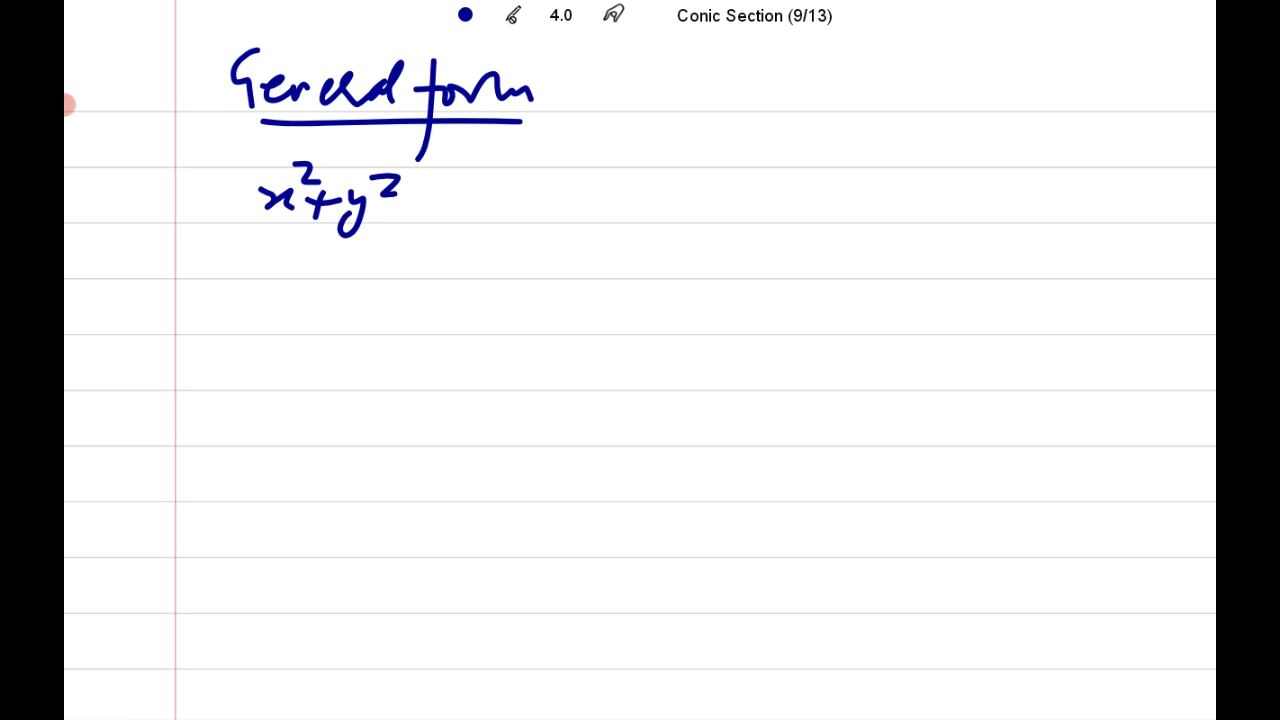 4.0 Conic Section (9/13)
General form
x²+y²